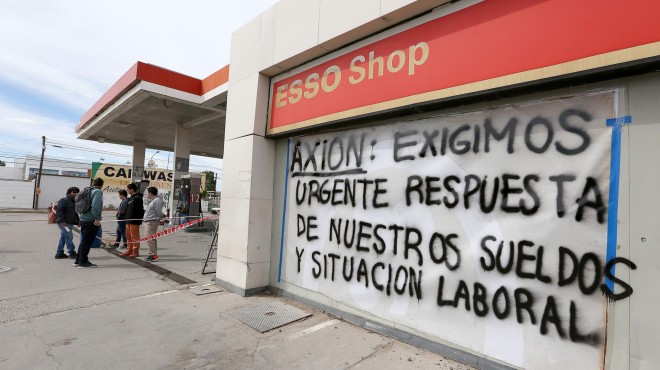 ESSO Shop
AXION: EXIGIMOS
URGENTE RESPUESTA
DE NUESTROS SUELDOS
Y SITUACION LABORAL